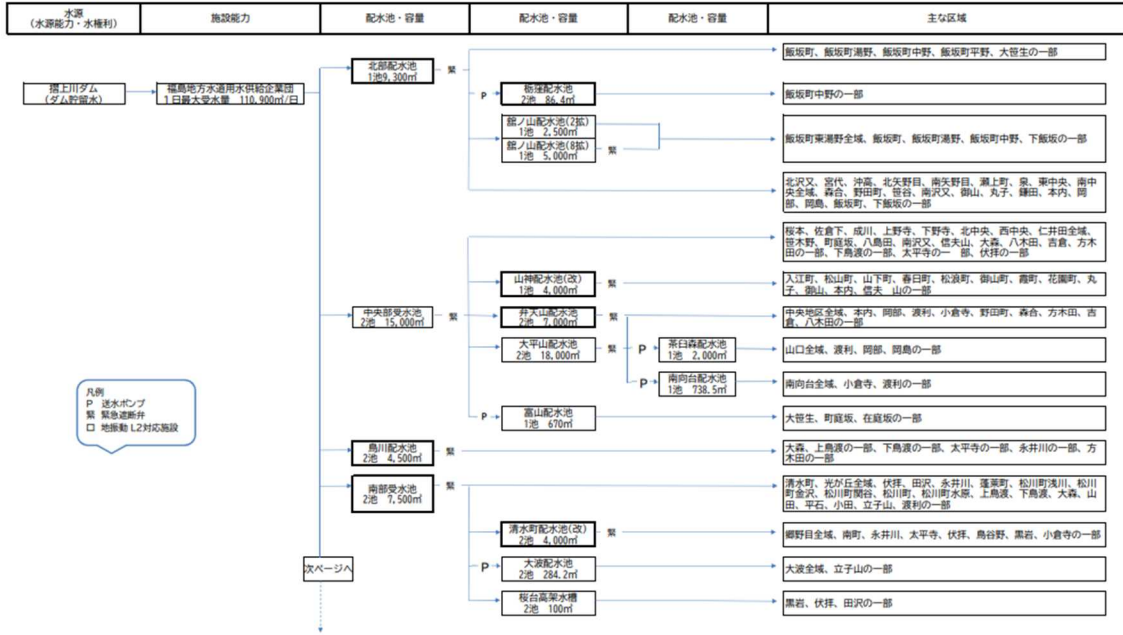 水源
（水源能力・水権利）
施設能力
配水池・容量
配水池・容量
配水池・容量
主な区域
摺上川ダム
（ダム貯留水）
福島地方水道用水供給企業団
1日最大受水量　110,900㎥/日
北部配水池
1池9,300㎥
緊
飯坂町、飯坂町湯野、飯坂町中野、飯坂町平野、大笹生の一部
P
栃窪配水池
2池　86.4㎥
飯坂町中野の一部
舘ノ山配水池(2拡)
1池　2,500㎥
舘ノ山配水池(8拡)
1池　5,000㎥
緊
飯坂町東湯野全域、飯坂町、飯坂町湯野、飯坂町中野、下飯坂の一部
北沢又、宮代、沖高、北矢野目、南矢野目、瀬上町、泉、東中央、南中
央全域、森合、野田町、笹谷、南沢又、御山、丸子、鎌田、本内、岡
部、岡島、飯坂町、下飯坂の一部
桜本、佐倉下、成川、上野寺、下野寺、北中央、西中央、仁井田全域、
笹木野、町庭坂、八島田、南沢又、信夫山、大森、八木田、吉倉、方木
田の一部、下鳥渡の一部、太平寺の一　部、伏拝の一部
山神配水池(改)
1池　4,000㎥
緊
入江町、松山町、山下町、春日町、松浪町、御山町、霞町、花園町、丸
子、御山、本内、信夫　山の一部
中央部受水池
2池　15,000㎥
緊
弁天山配水池
2池　7,000㎥
緊
中央地区全域、本内、岡部、渡利、小倉寺、野田町、森合、方木田、吉
倉、八木田の一部
大平山配水池
2池　18,000㎥
緊
P
茶臼森配水池
1池　2,000㎥
山口全域、渡利、岡部、岡島の一部
P
南向台配水池
1池　738.5㎥
南向台全域、小倉寺、渡利の一部
P
富山配水池
1池　670㎥
大笹生、町庭坂、在庭坂の一部
凡例
P　送水ポンプ
緊　緊急遮断弁
□　地振動 L2対応施設
鳥川配水池
2池　4,500㎥
緊
大森、上鳥渡の一部、下鳥渡の一部、太平寺の一部、永井川の一部、方
木田の一部
南部受水池
2池　7,500㎥
緊
清水町、光が丘全域、伏拝、田沢、永井川、蓬莱町、松川町浅川、松川
町金沢、松川町関谷、松川町、松川町水原、上鳥渡、下鳥渡、大森、山
田、平石、小田、立子山、渡利の一部
清水町配水池(改)
2池　4,000㎥
緊
郷野目全域、南町、永井川、太平寺、伏拝、鳥谷野、黒岩、小倉寺の一部
次ページへ
P
大波配水池
2池　284.2㎥
大波全域、立子山の一部
桜台高架水槽
2池　100㎥
黒岩、伏拝、田沢の一部